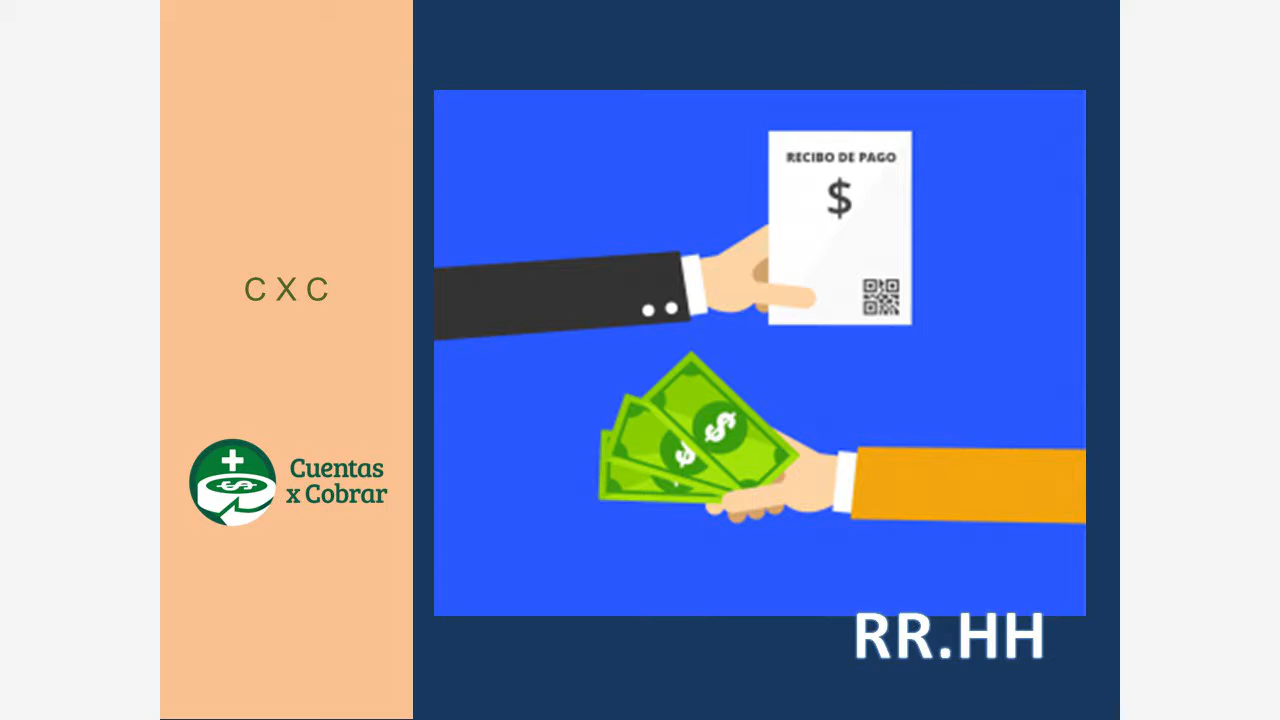 C X C
Cuentas
x Cobrar
RECIBO DE PAGO
$
RR.HH